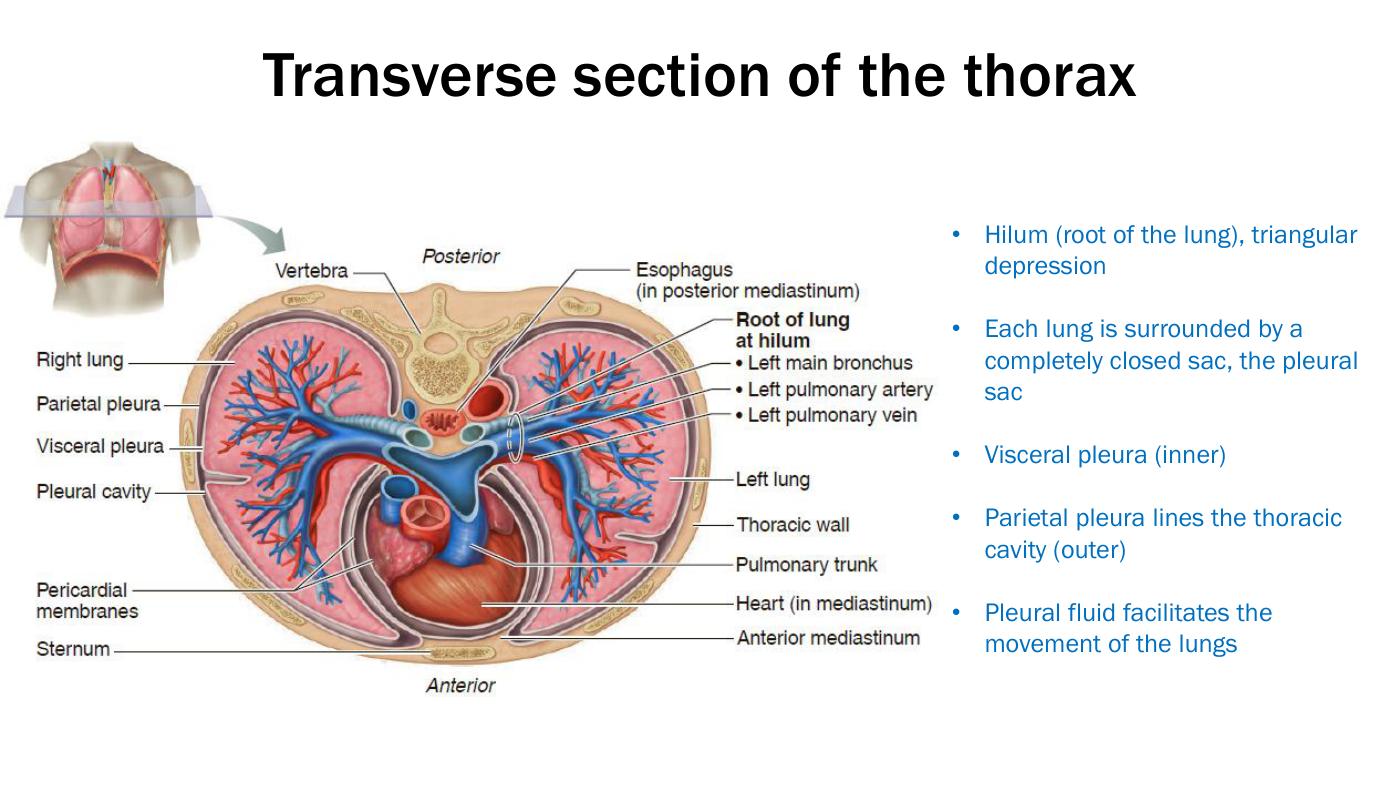 Transverse section of the thorax
Posterior
Vertebra
Esophagus
(in posterior mediastinum)
Root of lung
at hilum
• Left main bronchus
• Left pulmonary artery
• Left pulmonary vein
Right lung
Parietal pleura
Visceral pleura
Pleural cavity
Left lung
Thoracic wall
Pulmonary trunk
Pericardial
membranes
Heart (in mediastinum)
Anterior mediastinum
Sternum
Anterior
• Hilum (root of the lung), triangular
depression
• Each lung is surrounded by a
completely closed sac, the pleural
sac
• Visceral pleura (inner)
• Parietal pleura lines the thoracic
cavity (outer)
• Pleural fluid facilitates the
movement of the lungs